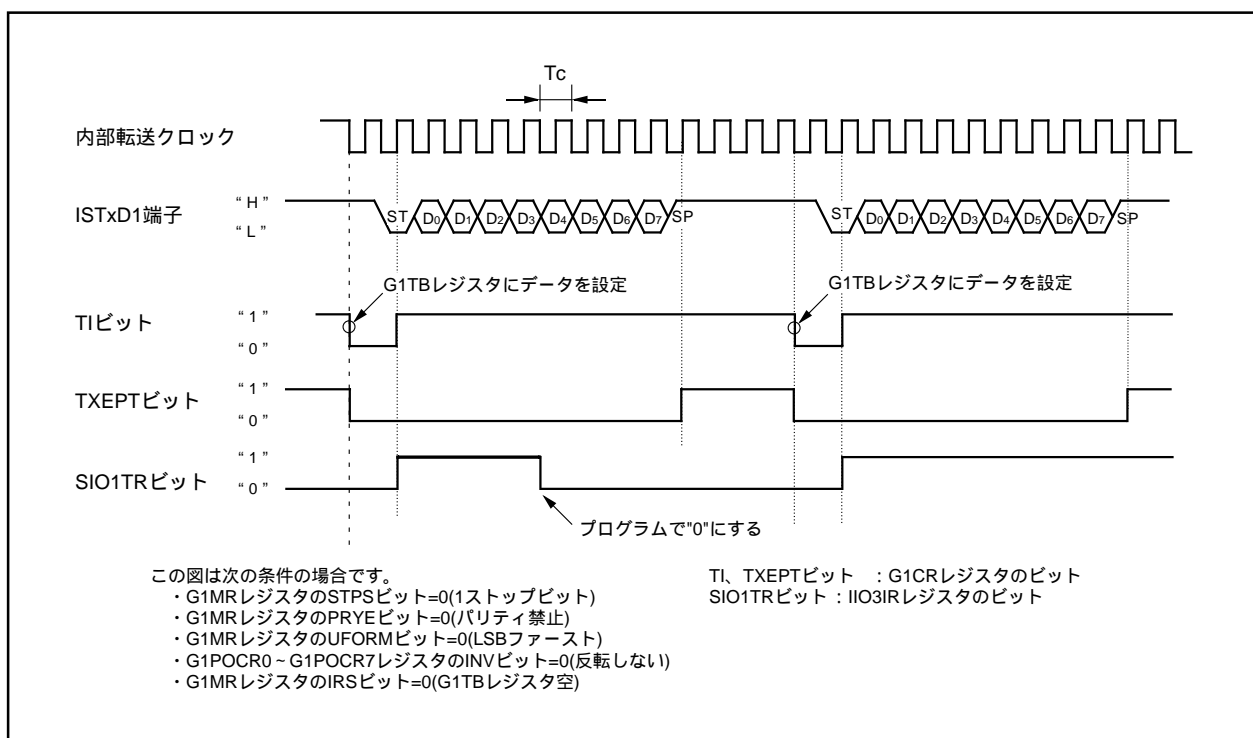 Tc
内部転送クロック
ISTxD1端子
“H”
“L”
ST D0 D1 D2 D3 D4 D5 D6 D7 SP
ST D0 D1 D2 D3 D4 D5 D6 D7 SP
G1TBレジスタにデータを設定
G1TBレジスタにデータを設定
TIビット
“1”
“0”
TXEPTビット
“1”
“0”
SIO1TRビット
“1”
“0”
プログラムで"0"にする
この図は次の条件の場合です。
・G1MRレジスタのSTPSビット=0(1ストップビット)
・G1MRレジスタのPRYEビット=0(パリティ禁止)
・G1MRレジスタのUFORMビット=0(LSBファースト)
・G1POCR0~G1POCR7レジスタのINVビット=0(反転しない)
・G1MRレジスタのIRSビット=0(G1TBレジスタ空)
TI、TXEPTビット :G1CRレジスタのビット
SIO1TRビット:IIO3IRレジスタのビット